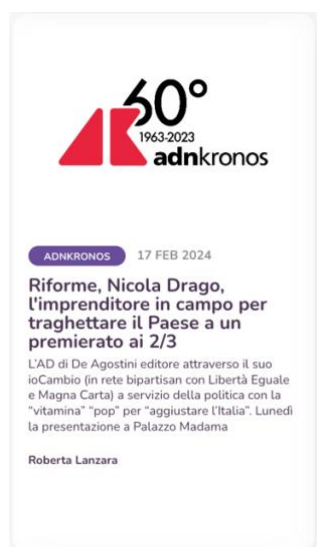 60°
1963-2023
adnkronos
ADNKRONOS 17 FEB 2024
Riforme, Nicola Drago,
l'imprenditore in campo per
traghettare il Paese a un
premierato ai 2/3
L'AD di De Agostini editore attraverso il suo
ioCambio (in rete bipartisan con Libertà Eguale
e Magna Carta) a servizio della politica con la
"vitamina" "pop" per "aggiustare l'Italia". Lunedì
la presentazione a Palazzo Madama
Roberta Lanzara